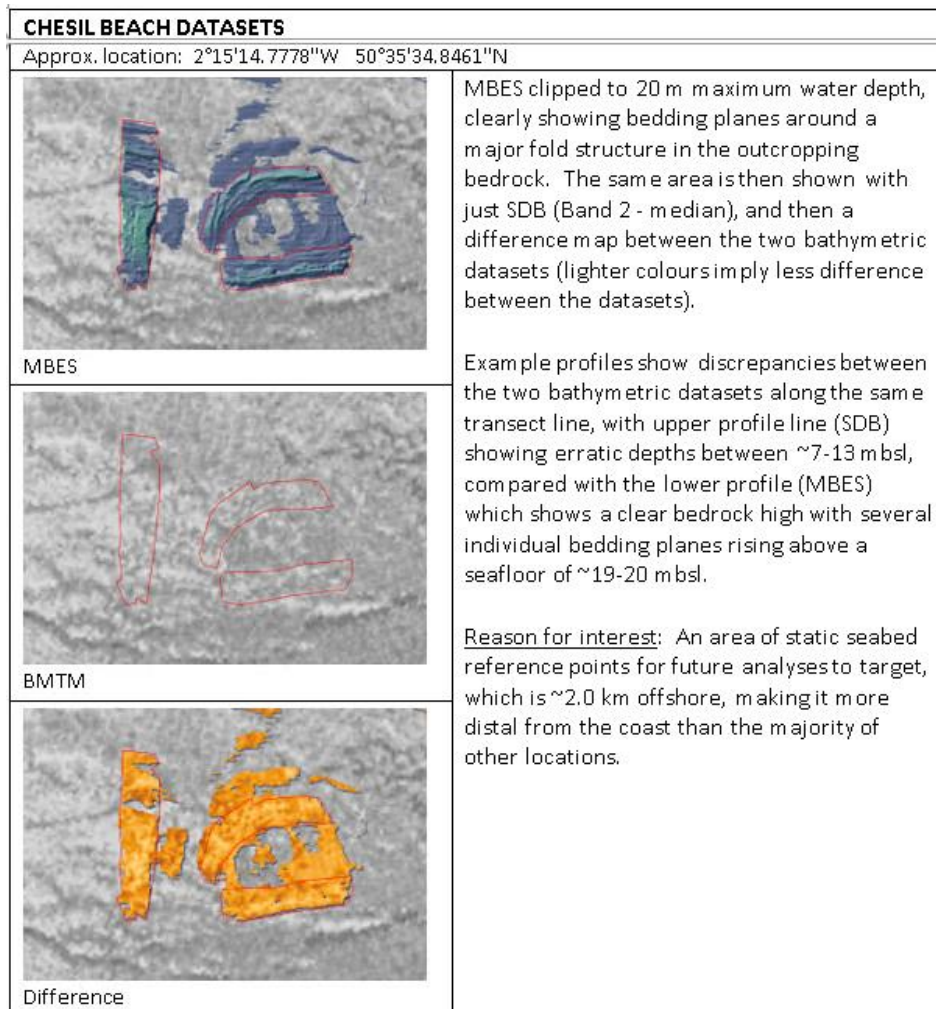 CHESIL BEACH DATASETS
Approx. location: 2°15'14.7778"W 50°35'34.8461"N
MBES
BMTM
Difference
MBES clipped to 20 m maximum water depth,
clearly showing bedding planes around a
major fold structure in the outcropping
bedrock. The same area is then shown with
just SDB (Band 2 - median), and then a
difference map between the two bathymetric
datasets (lighter colours imply less difference
between the datasets).
Example profiles show discrepancies between
the two bathymetric datasets along the same
transect line, with upper profile line (SDB)
showing erratic depths between ~7-13 mbsl,
compared with the lower profile (MBES)
which shows a clear bedrock high with several
individual bedding planes rising above a
seafloor of ~19-20 mbsl.
Reason for interest: An area of static seabed
reference points for future analyses to target,
which is ~2.0 km offshore, making it more
distal from the coast than the majority of
other locations.